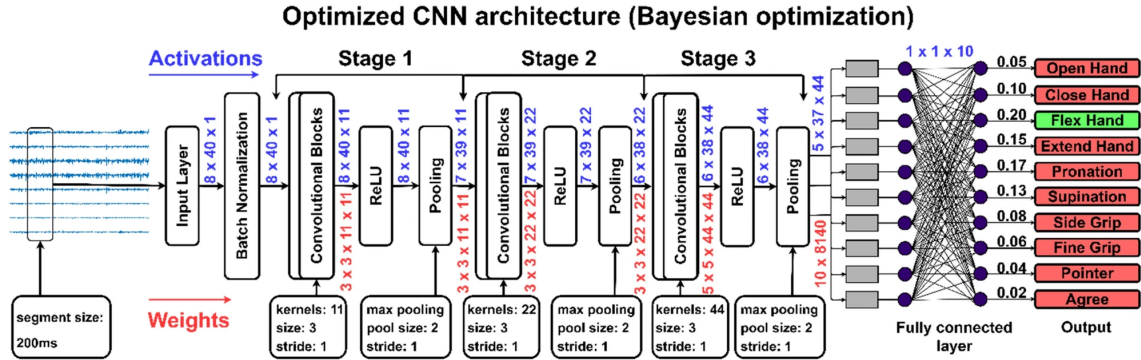 Optimized CNN architecture (Bayesian optimization)
Activations
Stage 1
Stage 2
Stage 3
1 x 1 x 10
segment size:
200ms
Input Layer
8 x 40 x 1
Batch Normalization
8 x 40 x 1
Convolutional Blocks
8 x 40 x 11
3 x 3 x 11 x 11
ReLU
8 x 40 x 11
Pooling
7 x 39 x 11
3 x 3 x 11 x 11
Convolutional Blocks
7 x 39 x 22
3 x 3 x 22 x 22
ReLU
7 x 39 x 22
Pooling
6 x 38 x 22
3 x 3 x 22 x 22
Convolutional Blocks
6 x 38 x 44
5 x 5 x 44 x 44
ReLU
6 x 38 x 44
Pooling
5 x 37 x 44
10 x 8140
Weights
kernels: 11
size: 3
stride: 1
max pooling
pool size: 2
stride: 1
kernels: 22
size: 3
stride: 1
max pooling
pool size: 2
stride: 1
kernels: 44
size: 3
stride: 1
max pooling
pool size: 2
stride: 1
0.05 Open Hand
0.10 Close Hand
0.20 Flex Hand
0.15 Extend Hand
0.17 Pronation
0.13 Supination
0.08 Side Grip
0.06 Fine Grip
0.04 Pointer
0.02 Agree
Fully connected
layer
Output